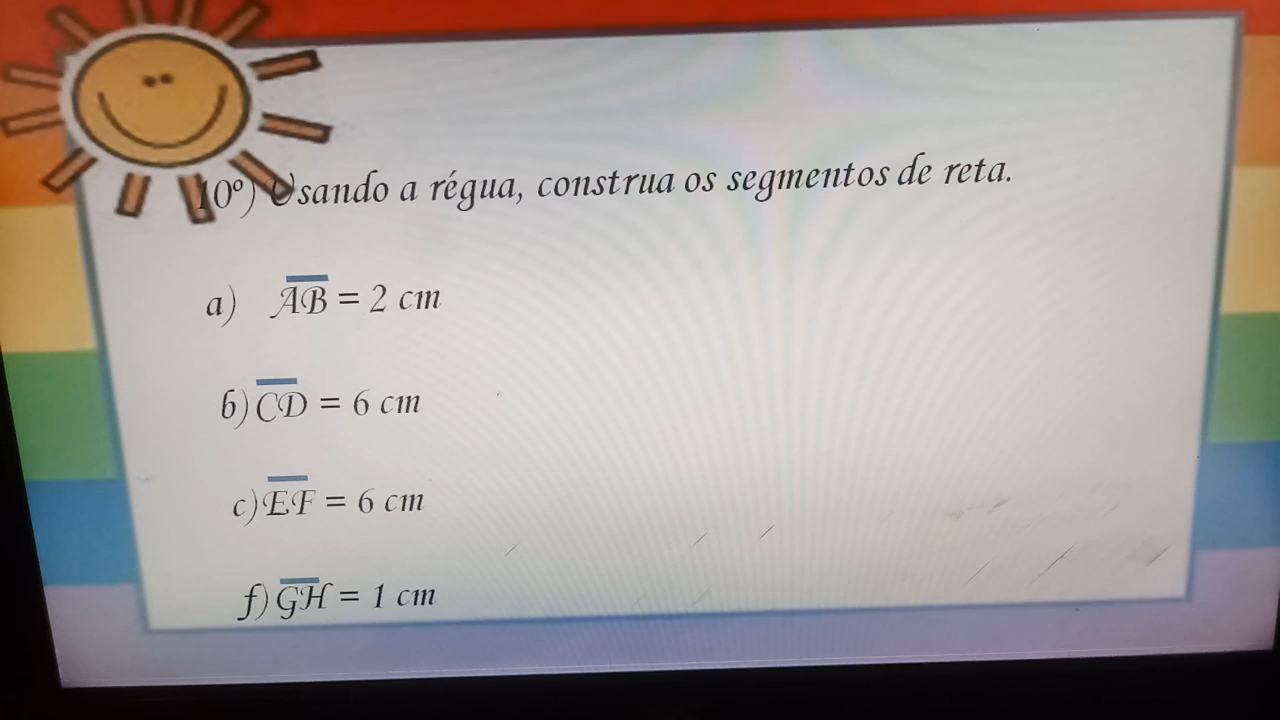 10º) Usando a régua, construa os segmentos de reta.
a) AB = 2 cm
b) CD = 6 cm
c) EF = 6 cm
f) GH = 1 cm